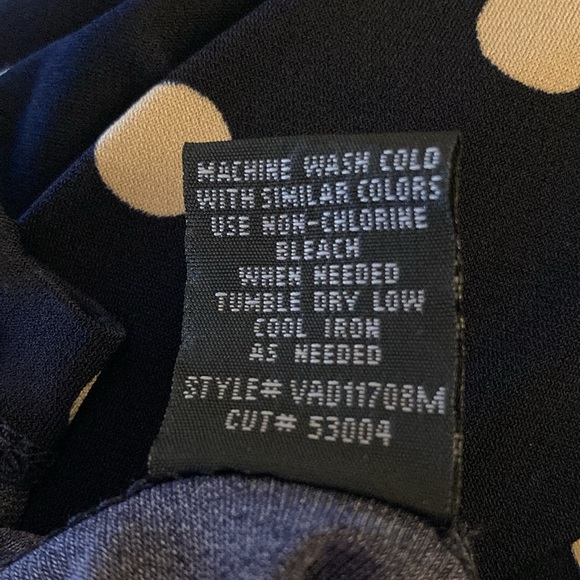 MACHINE WASH COLD
WITH SIMILAR COLORS
USE NON-CHLORINE
BLEACH
WHEN NEEDED
TUMBLE DRY LOW
COOL IRON
AS NEEDED
STYLE# VAD11708M
CUT# 53004